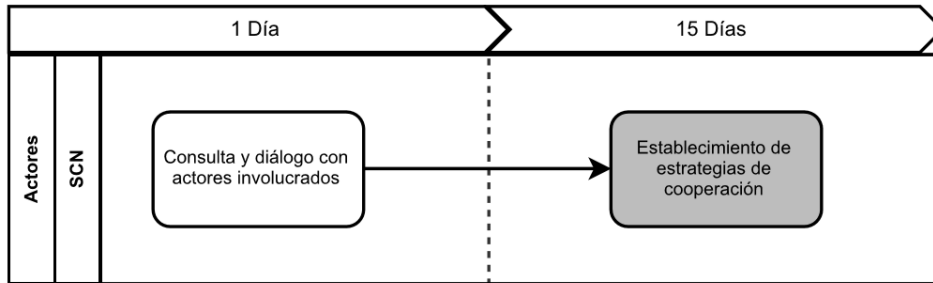 1 Día
15 Días
Actores
SCN
Consulta y diálogo con
actores involucrados
Establecimiento de
estrategias de
cooperación